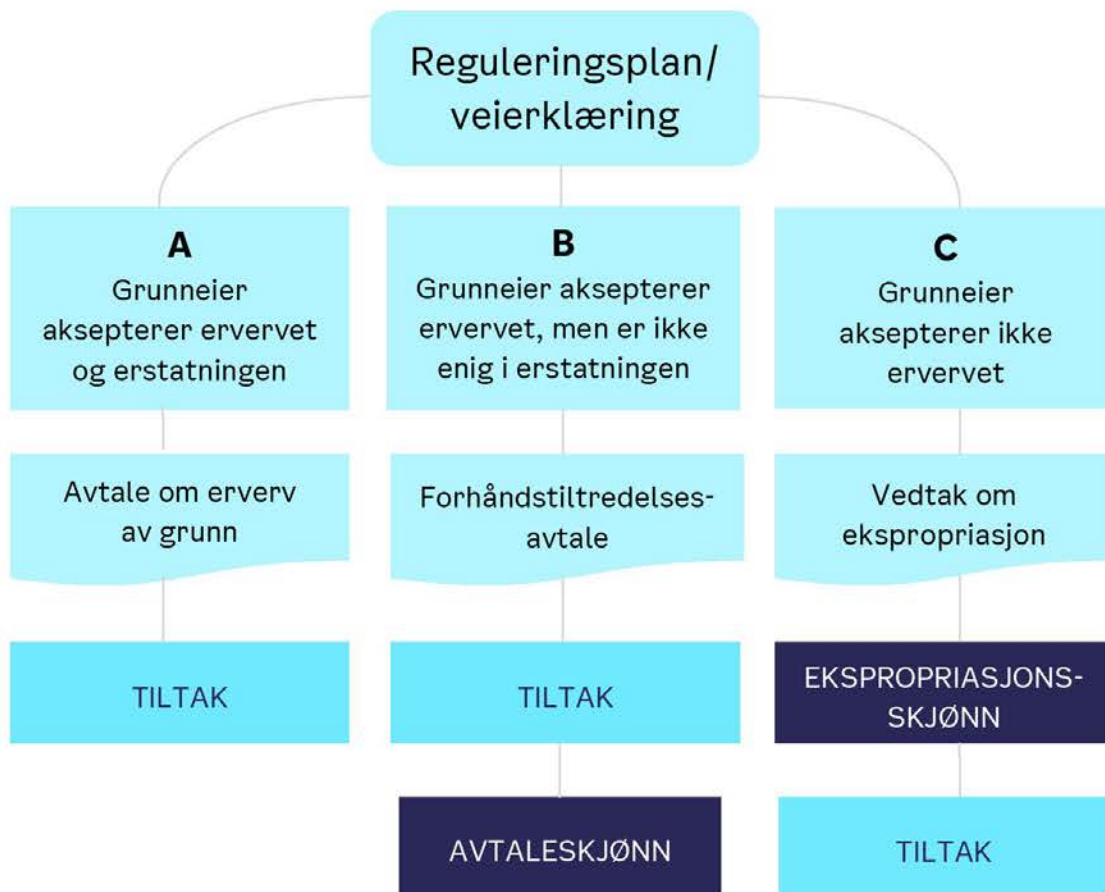 Reguleringsplan/
veierklæring
A
Grunneier
aksepterer ervervet
og erstatningen
Avtale om erverv
av grunn
TILTAK
B
Grunneier aksepterer
ervervet, men er ikke
enig i erstatningen
Forhåndstiltredelses-
avtale
TILTAK
AVTALESKJØNN
C
Grunneier
aksepterer ikke
ervervet
Vedtak om
ekspropriasjon
EKSPROPRIASJONS-
SKJØNN
TILTAK